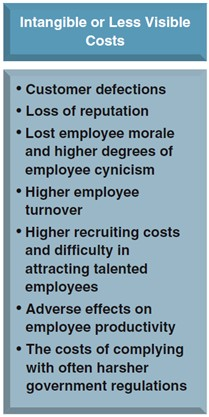 Intangible or Less Visible
Costs
• Customer defections
• Loss of reputation
• Lost employee morale
and higher degrees of
employee cynicism
• Higher employee
turnover
• Higher recruiting costs
and difficulty in
attracting talented
employees
• Adverse effects on
employee productivity
• The costs of complying
with often harsher
government regulations